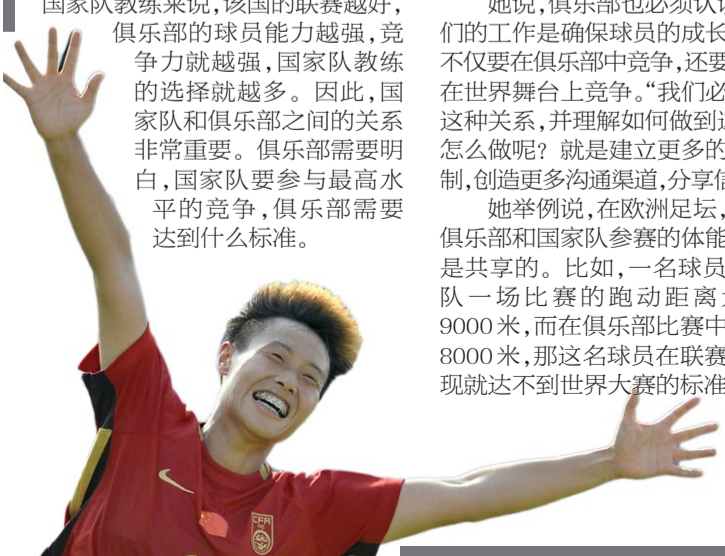 国家队教练来说,该国的联赛越好,
俱乐部的球员能力越强,竞
争力就越强,国家队教练
的选择就越多。因此,国
家队和俱乐部之间的关系
非常重要。俱乐部需要明
白,国家队要参与最高水
平的竞争,俱乐部需要
达到什么标准。
她说,俱乐部也必须认
们的工作是确保球员的成长
不仅要在俱乐部中竞争,还要
在世界舞台上竞争。“我们必
这种关系,并理解如何做到
怎么做呢?就是建立更多的
制,创造更多沟通渠道,分享
她举例说,在欧洲足坛,
俱乐部和国家队参赛的体能
是共享的。比如,一名球员
队一场比赛的跑动距离
9000米,而在俱乐部比赛中
8000米,那这名球员在联赛
现就达不到世界大赛的标准
CFA